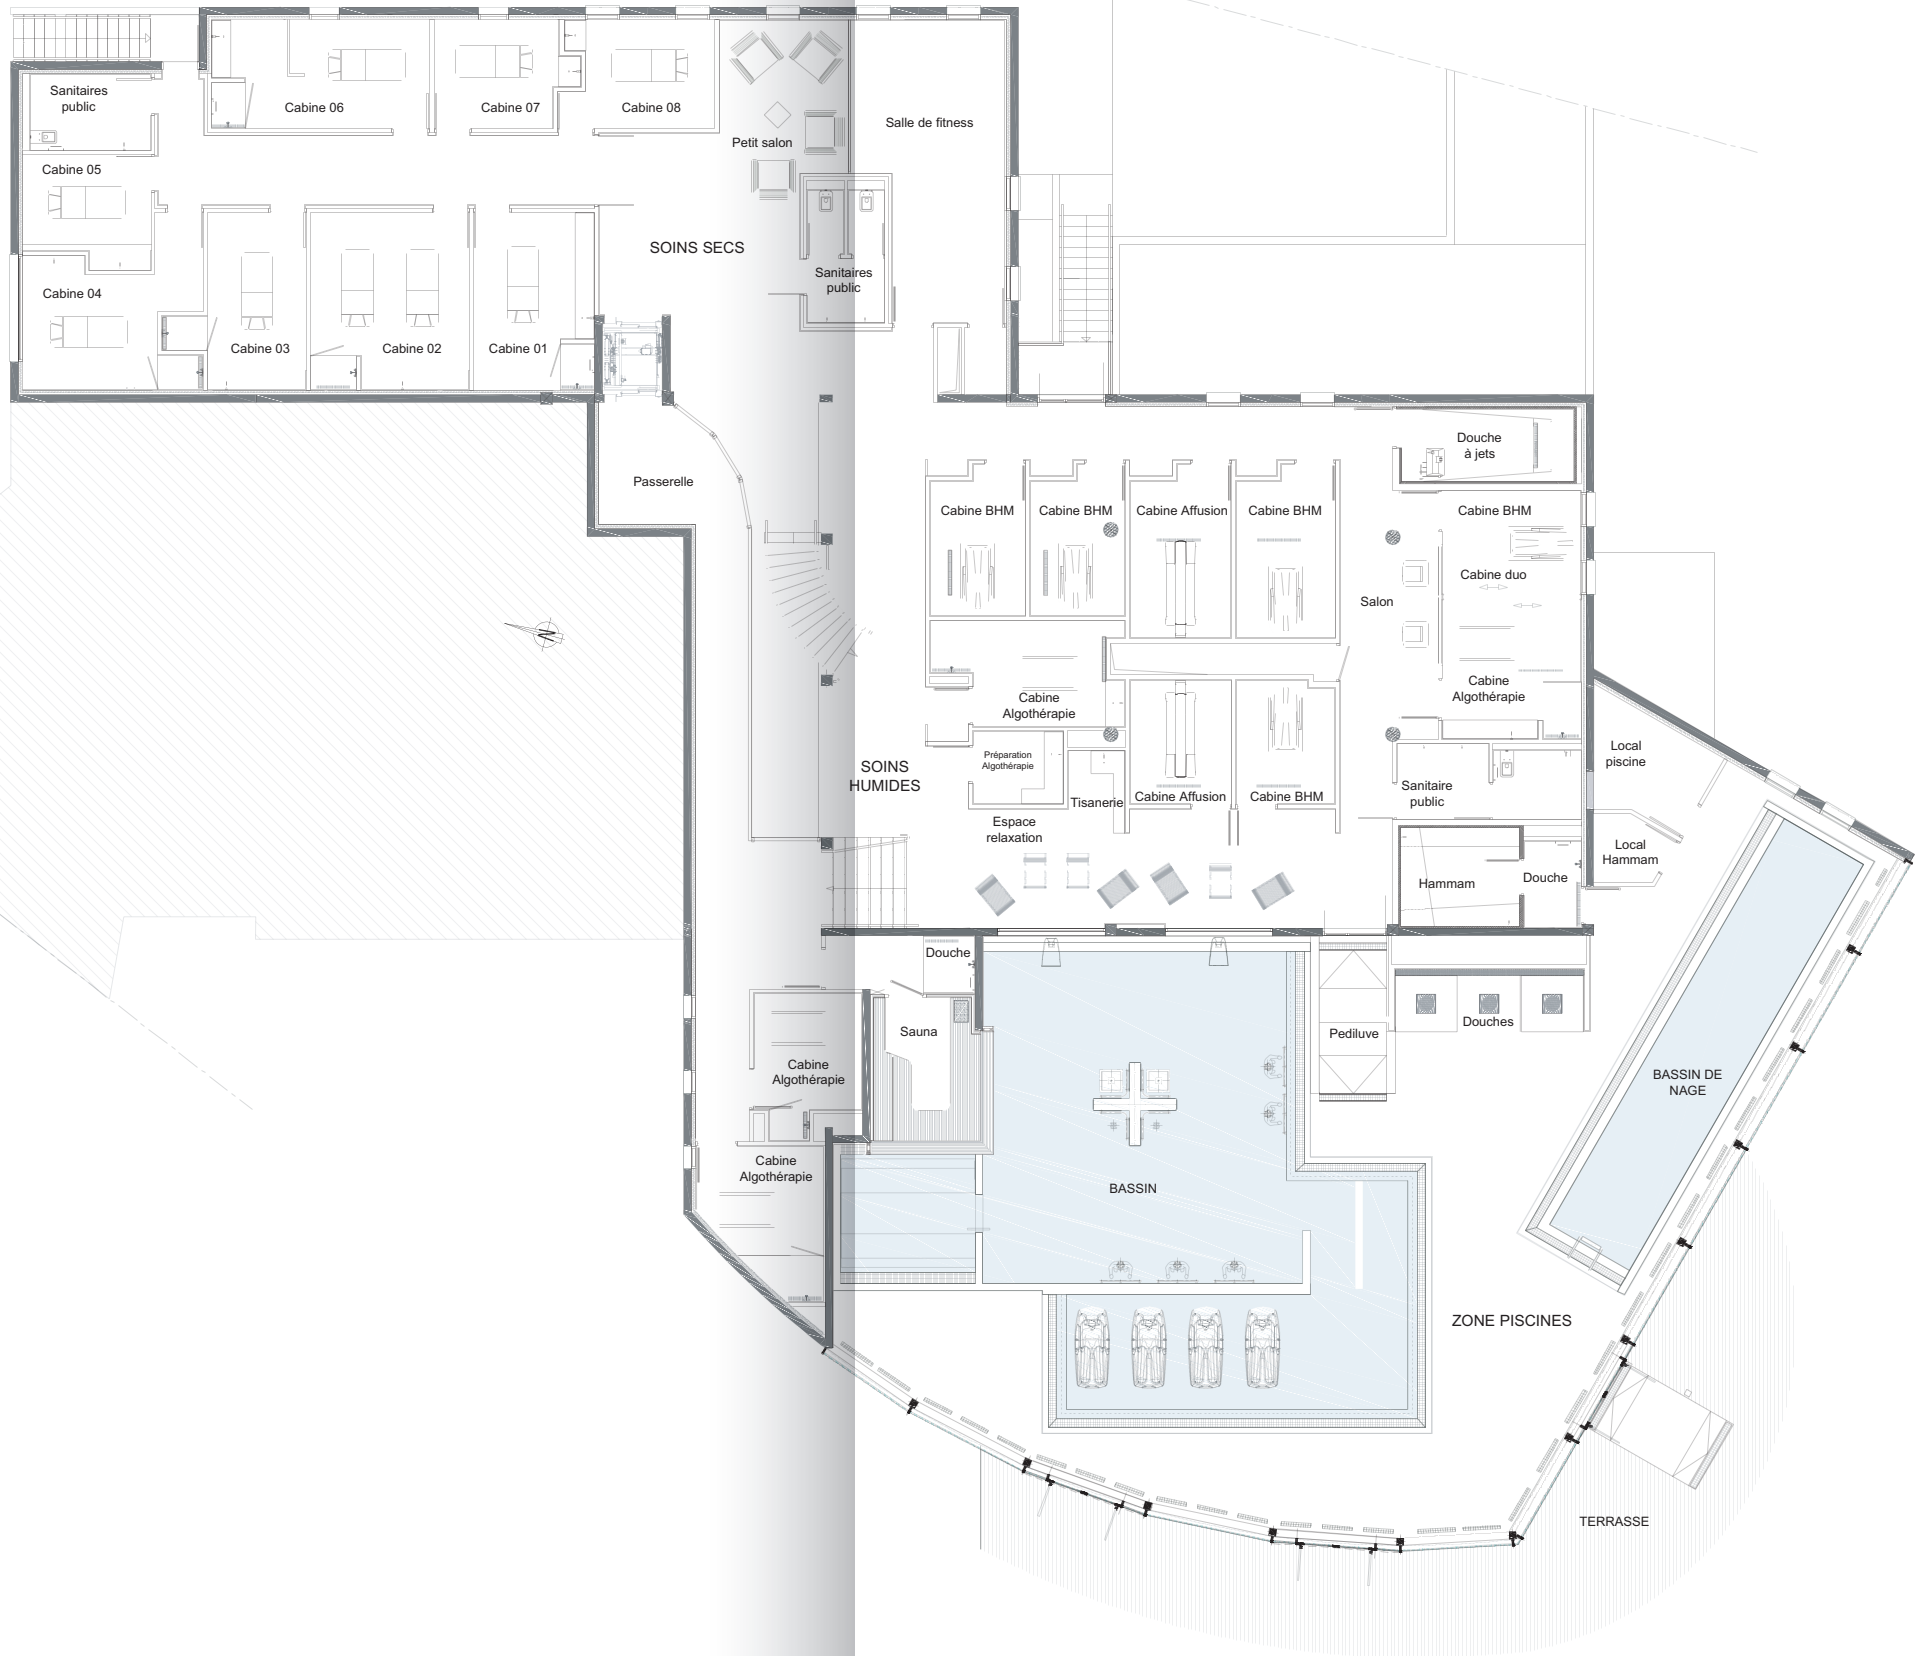 Sanitaires
public
Cabine 06
Cabine 07
Cabine 08
Salle de fitness
Petit salon
Cabine 05
SOINS SECS
Sanitaires
public
Cabine 04
Cabine 03
Cabine 02
Cabine 01
Passerelle
Douche
à jets
Cabine BHM
Cabine BHM
Cabine Affusion
Cabine BHM
Cabine BHM
Cabine duo
Salon
Cabine
Algothérapie
Cabine
Algothérapie
Préparation
Algothérapie
Local
piscine
SOINS
HUMIDES
Tisanerie
Cabine Affusion
Cabine BHM
Sanitaire
public
Espace
relaxation
Local
Hammam
Hammam
Douche
Douche
Sauna
Pediluve
Douches
Cabine
Algothérapie
BASSIN DE
NAGE
Cabine
Algothérapie
BASSIN
ZONE PISCINES
TERRASSE